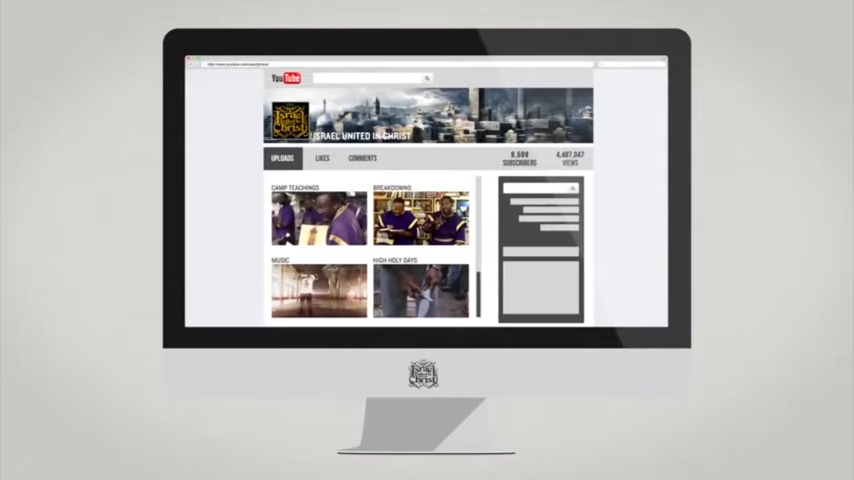 YouTube
Israel
United In
Christ
ISRAEL UNITED IN CHRIST
UPLOADS LIKES COMMENTS 9,599 SUBSCRIBERS 4,487,047 VIEWS
CAMP TEACHINGS BREAKDOWNS
MUSIC HIGH HOLY DAYS
Israel
United In
Christ